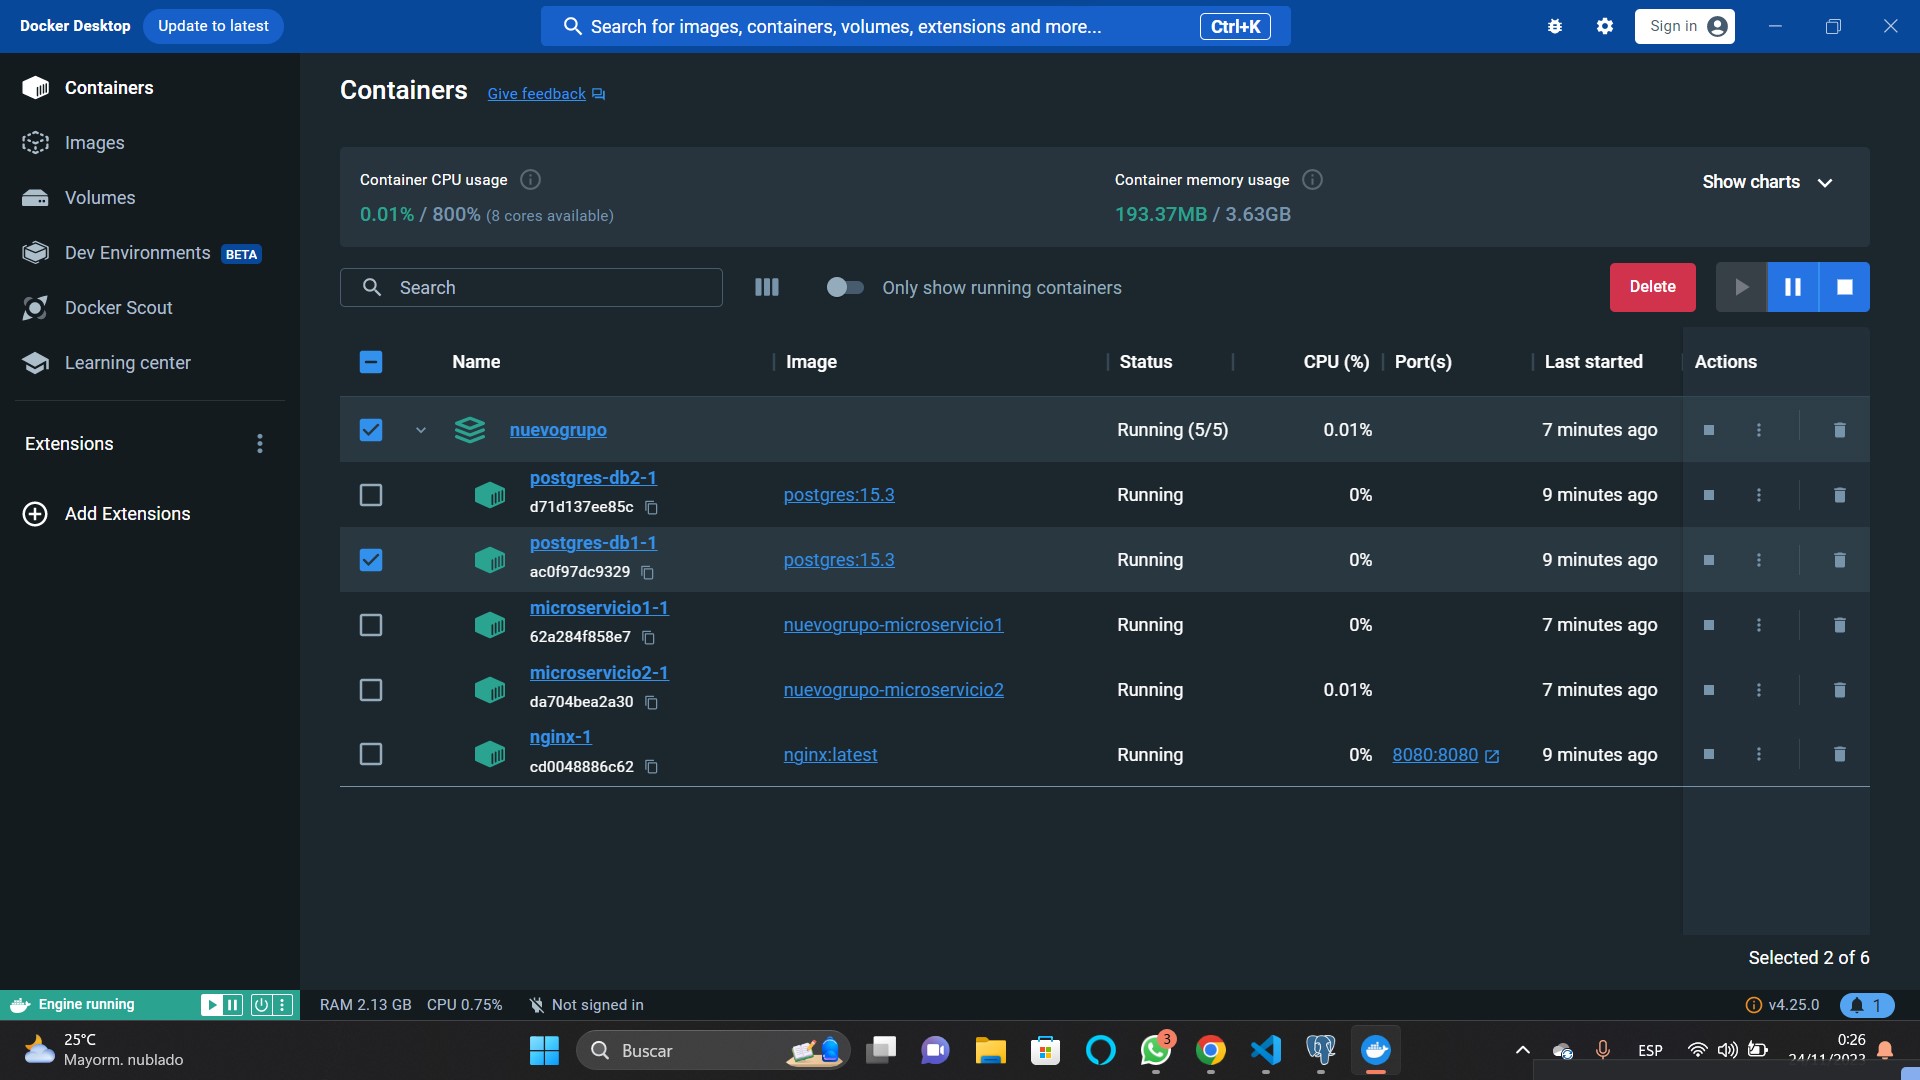 Docker Desktop Update to latest Search for images, containers, volumes, extensions and more... Ctrl+K Sign in
Containers
Images
Volumes
Dev Environments BETA
Docker Scout
Learning center
Extensions
Add Extensions
Containers Give feedback
Container CPU usage
0.01% / 800% (8 cores available)
Container memory usage
193.37MB / 3.63GB
Show charts
Search Only show running containers Delete
Name Image Status CPU (%) Port(s) Last started Actions
nuevogrupo Running (5/5) 0.01% 7 minutes ago
postgres-db2-1
d71d137ee85c
postgres:15.3 Running 0% 9 minutes ago
postgres-db1-1
ac0f97dc9329
postgres:15.3 Running 0% 9 minutes ago
microservicio1-1
62a284f858e7
nuevogrupo-microservicio1 Running 0% 7 minutes ago
microservicio2-1
da704bea2a30
nuevogrupo-microservicio2 Running 0.01% 7 minutes ago
nginx-1
cd0048886c62
nginx:latest Running 0% 8080:8080 9 minutes ago
Selected 2 of 6
Engine running RAM 2.13 GB CPU 0.75% Not signed in v4.25.0 1
25°C
Mayorm. nublado
Buscar
3
ESP
0:26
24/11/2023